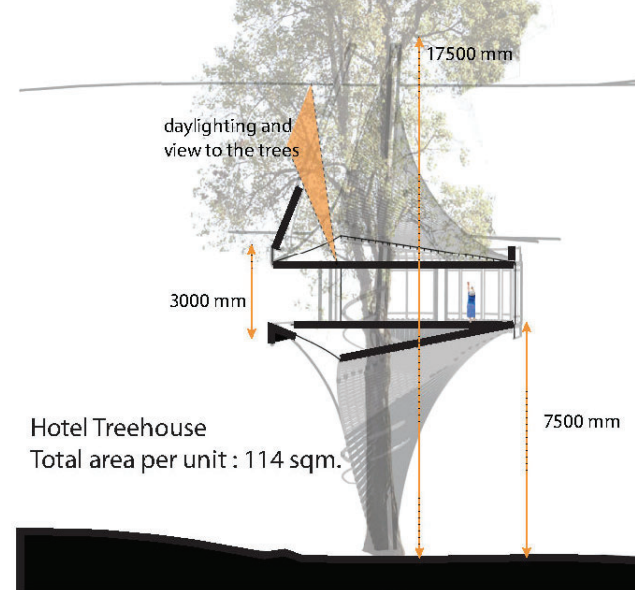 17500 mm
daylighting and
view to the trees
3000 mm
7500 mm
Hotel Treehouse
Total area per unit : 114 sqm.